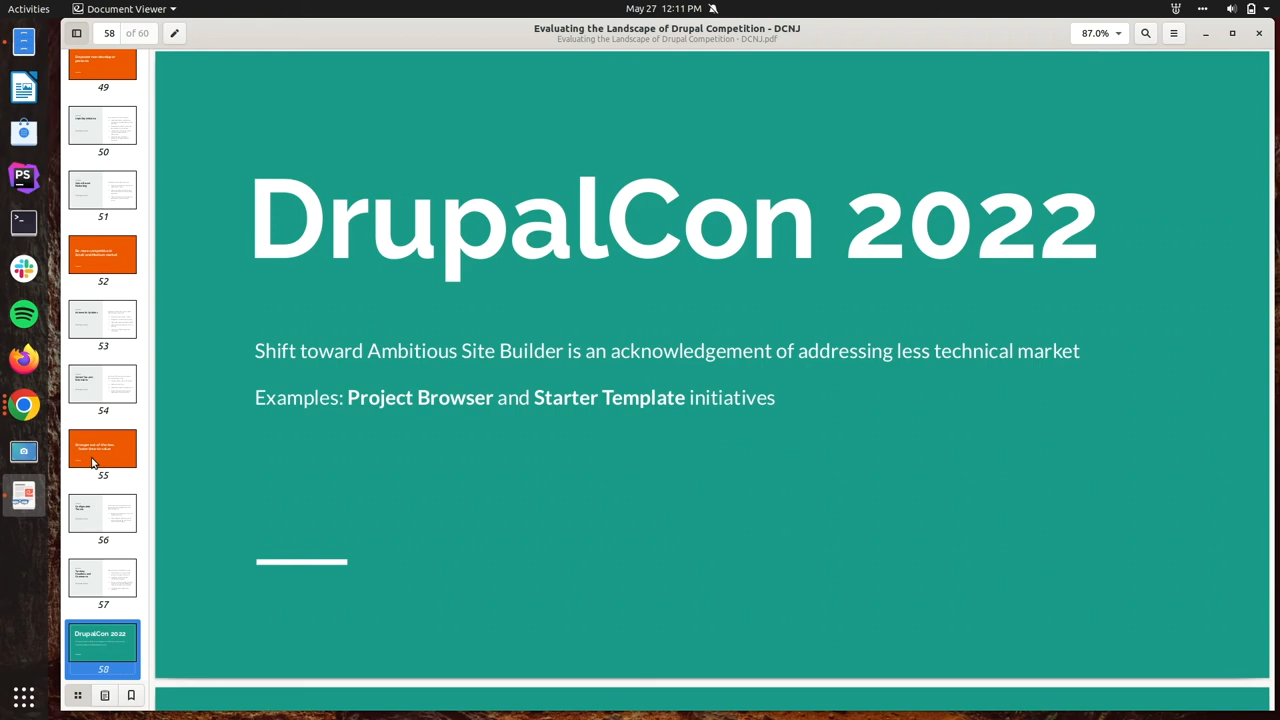 Activities
Document Viewer
May 27 12:11 PM
58 of 60
Evaluating the Landscape of Drupal Competition - DCNJ
Evaluating the Landscape of Drupal Competition - DCNJ.pdf
87.0%
49
50
51
52
53
54
55
56
57
DrupalCon 2022
58
PS
DrupalCon 2022
Shift toward Ambitious Site Builder is an acknowledgement of addressing less technical market
Examples: Project Browser and Starter Template initiatives